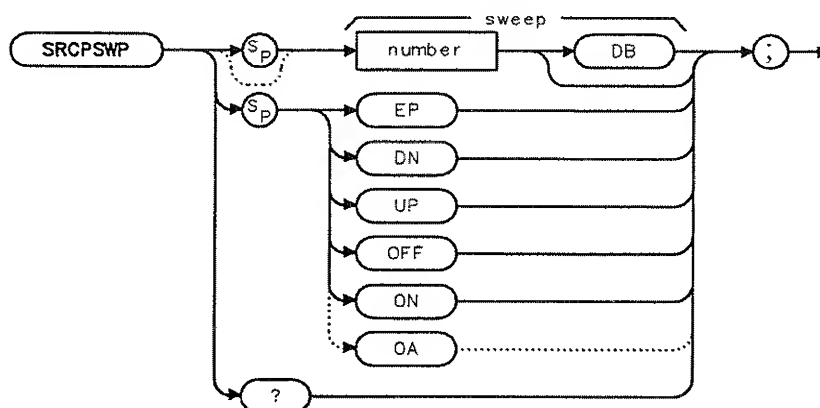 sweep
SRCPSWP
SP
number
DB
;
SP
EP
DN
UP
OFF
ON
OA
?